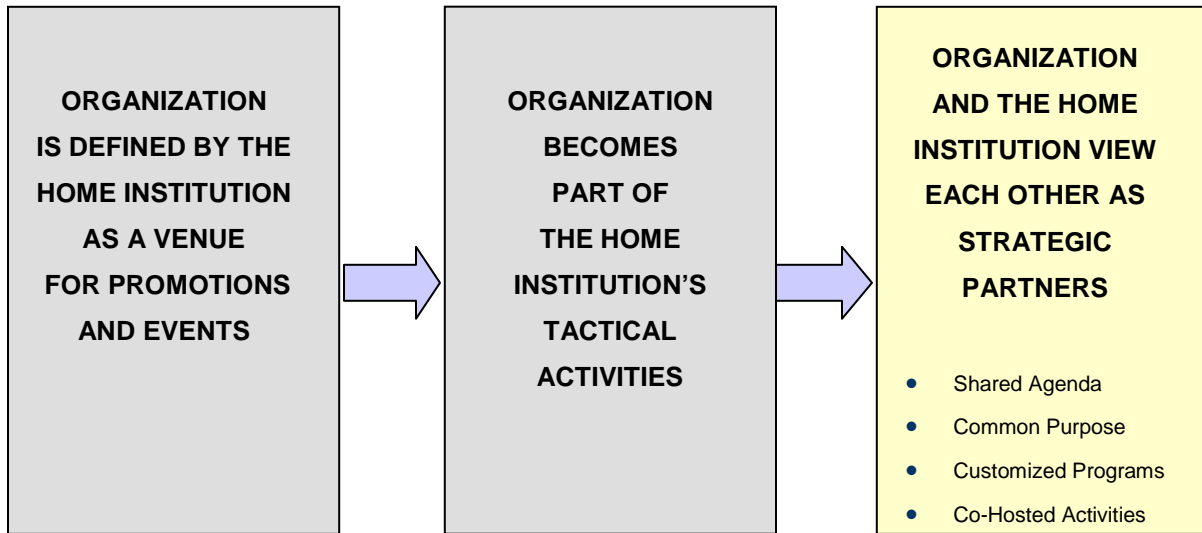 ORGANIZATION
IS DEFINED BY THE
HOME INSTITUTION
AS A VENUE
FOR PROMOTIONS
AND EVENTS
ORGANIZATION
BECOMES
PART OF
THE HOME
INSTITUTION'S
TACTICAL
ACTIVITIES
ORGANIZATION
AND THE HOME
INSTITUTION VIEW
EACH OTHER AS
STRATEGIC
PARTNERS
• Shared Agenda
• Common Purpose
• Customized Programs
• Co-Hosted Activities